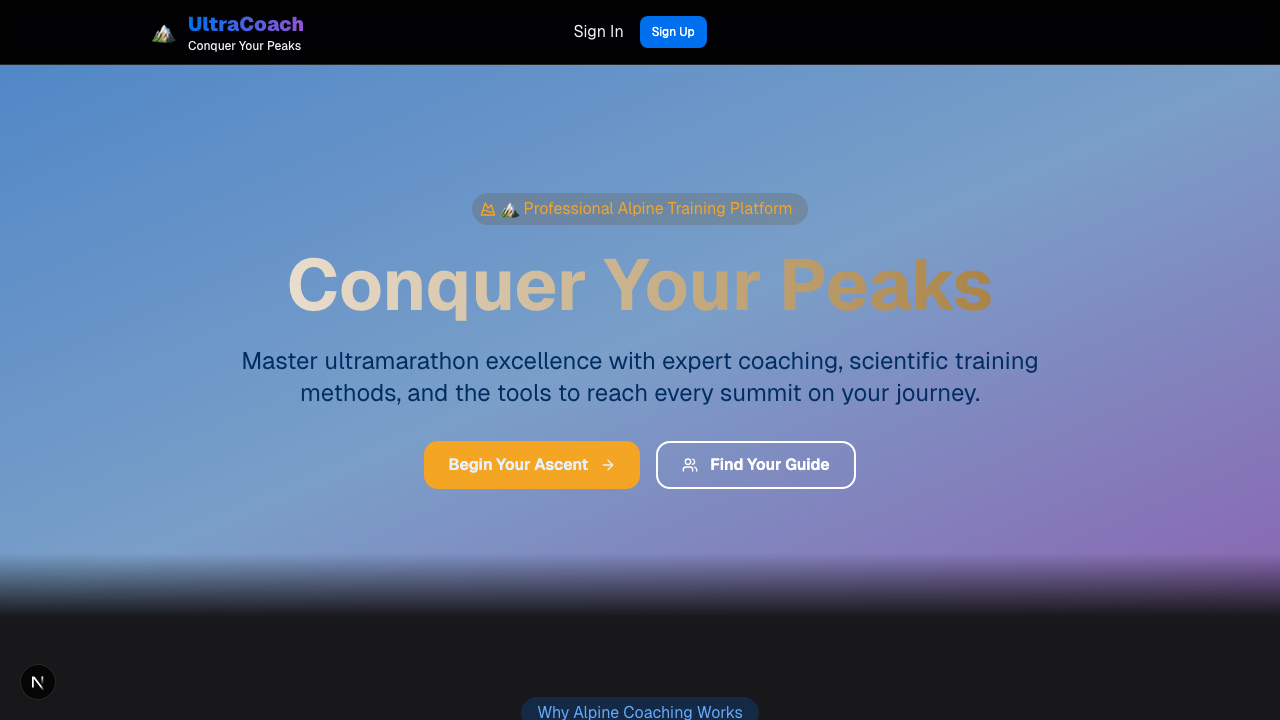 UltraCoach
Conquer Your Peaks
Sign In
Sign Up
Professional Alpine Training Platform
Conquer Your Peaks
Master ultramarathon excellence with expert coaching, scientific training
methods, and the tools to reach every summit on your journey.
Begin Your Ascent
Find Your Guide
N
Why Alpine Coaching Works